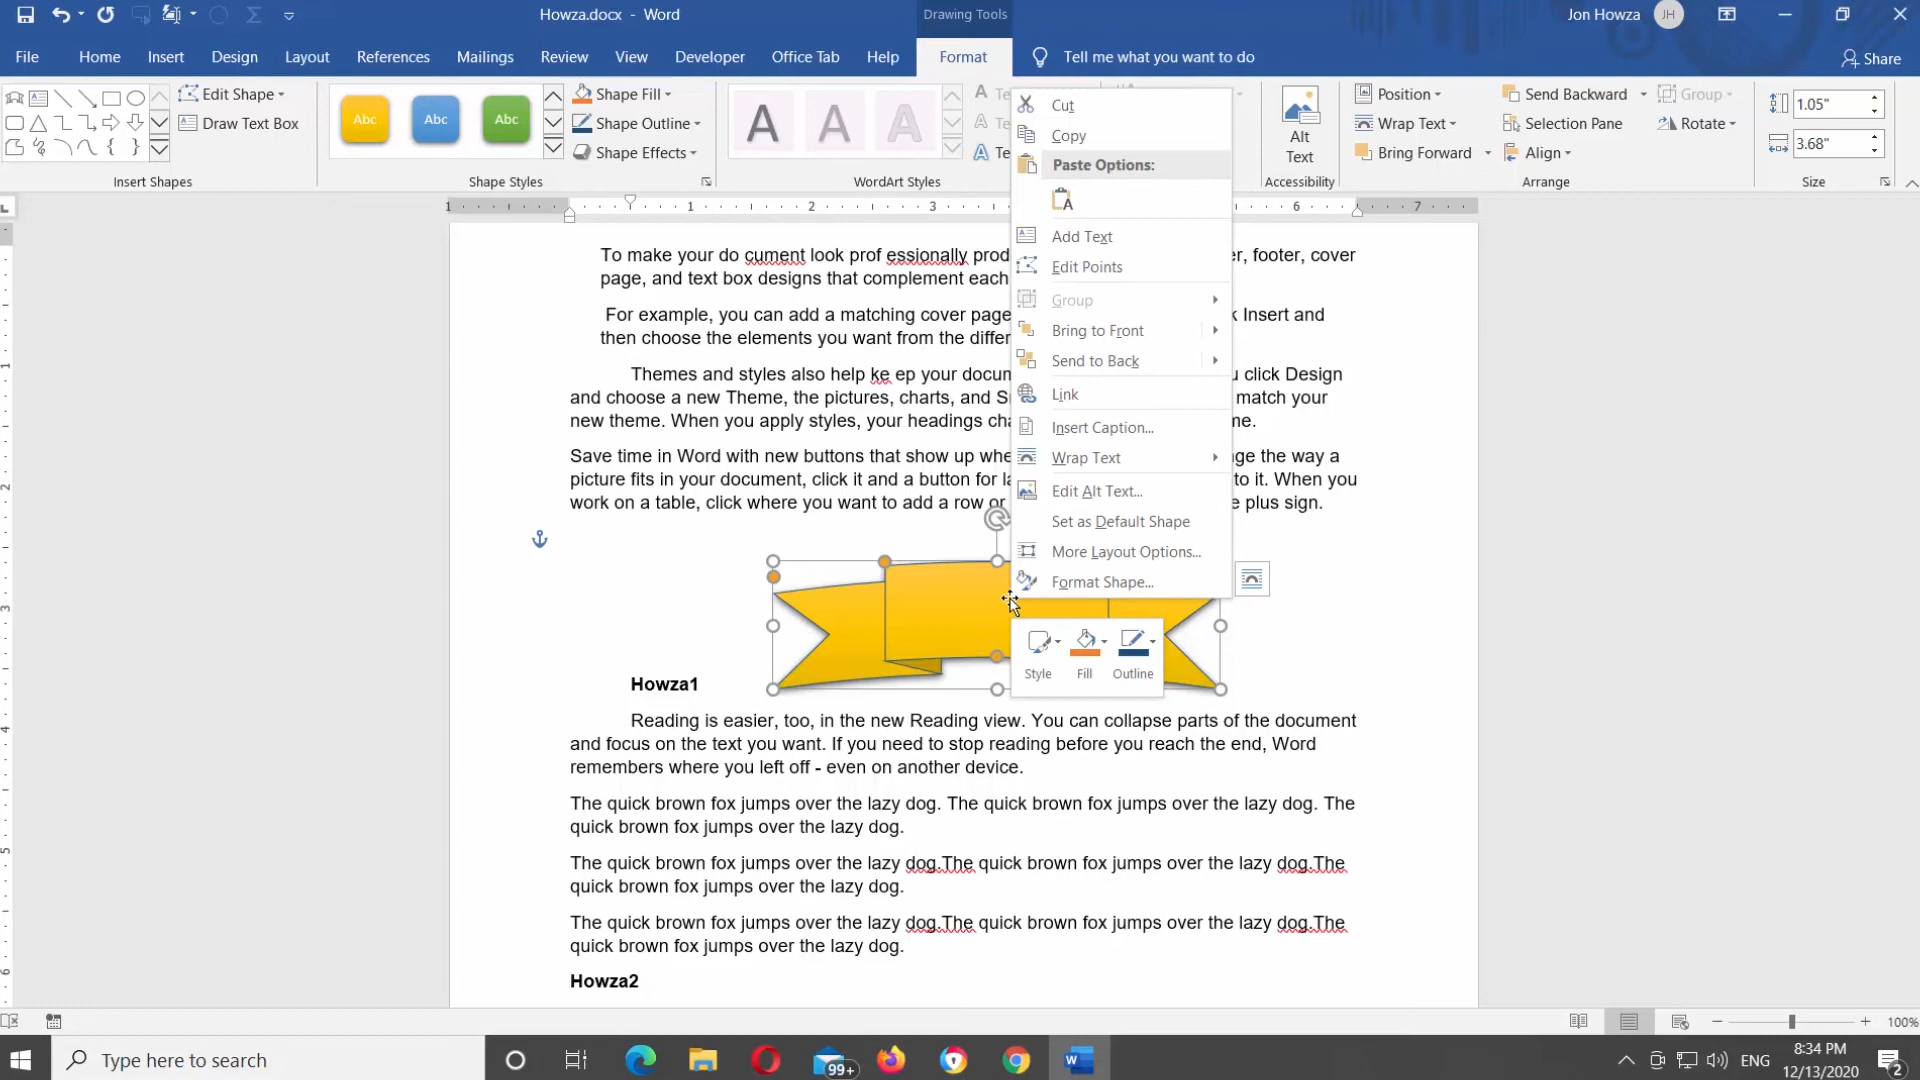 Howza.docx - Word
Drawing Tools
Jon Howza
JH
File
Home
Insert
Design
Layout
References
Mailings
Review
View
Developer
Office Tab
Help
Format
Tell me what you want to do
Share
Edit Shape
Draw Text Box
Insert Shapes
Abc
Abc
Abc
Shape Fill
Shape Outline
Shape Effects
Shape Styles
A
A
A
WordArt Styles
Alt
Text
Accessibility
Position
Wrap Text
Bring Forward
Send Backward
Selection Pane
Align
Group
Rotate
Arrange
1.05"
3.68"
Size
1 1 2 3 6 7
Cut
Copy
Paste Options:
Add Text
Edit Points
Group
Bring to Front
Send to Back
Link
Insert Caption...
Wrap Text
Edit Alt Text...
Set as Default Shape
More Layout Options...
Format Shape...
Style
Fill
Outline
To make your do cument look prof essionally footer, cover
page, and text box designs that complement each
For example, you can add a matching cover page Insert and
then choose the elements you want from the
Themes and styles also help ke ep your click Design
and choose a new Theme, the pictures, charts, and match your
new theme. When you apply styles, your headings
Save time in Word with new buttons that show up the way a
picture fits in your document, click it and a button for to it. When you
work on a table, click where you want to add a row or plus sign.
Howza1
Reading is easier, too, in the new Reading view. You can collapse parts of the document
and focus on the text you want. If you need to stop reading before you reach the end, Word
remembers where you left off - even on another device.
The quick brown fox jumps over the lazy dog. The quick brown fox jumps over the lazy dog. The
quick brown fox jumps over the lazy dog.
The quick brown fox jumps over the lazy dog.The quick brown fox jumps over the lazy dog.The
quick brown fox jumps over the lazy dog.
The quick brown fox jumps over the lazy dog.The quick brown fox jumps over the lazy dog.The
quick brown fox jumps over the lazy dog.
Howza2
1
2
3
4
5
6
100%
Type here to search
99+
ENG
8:34 PM
12/13/2020
2